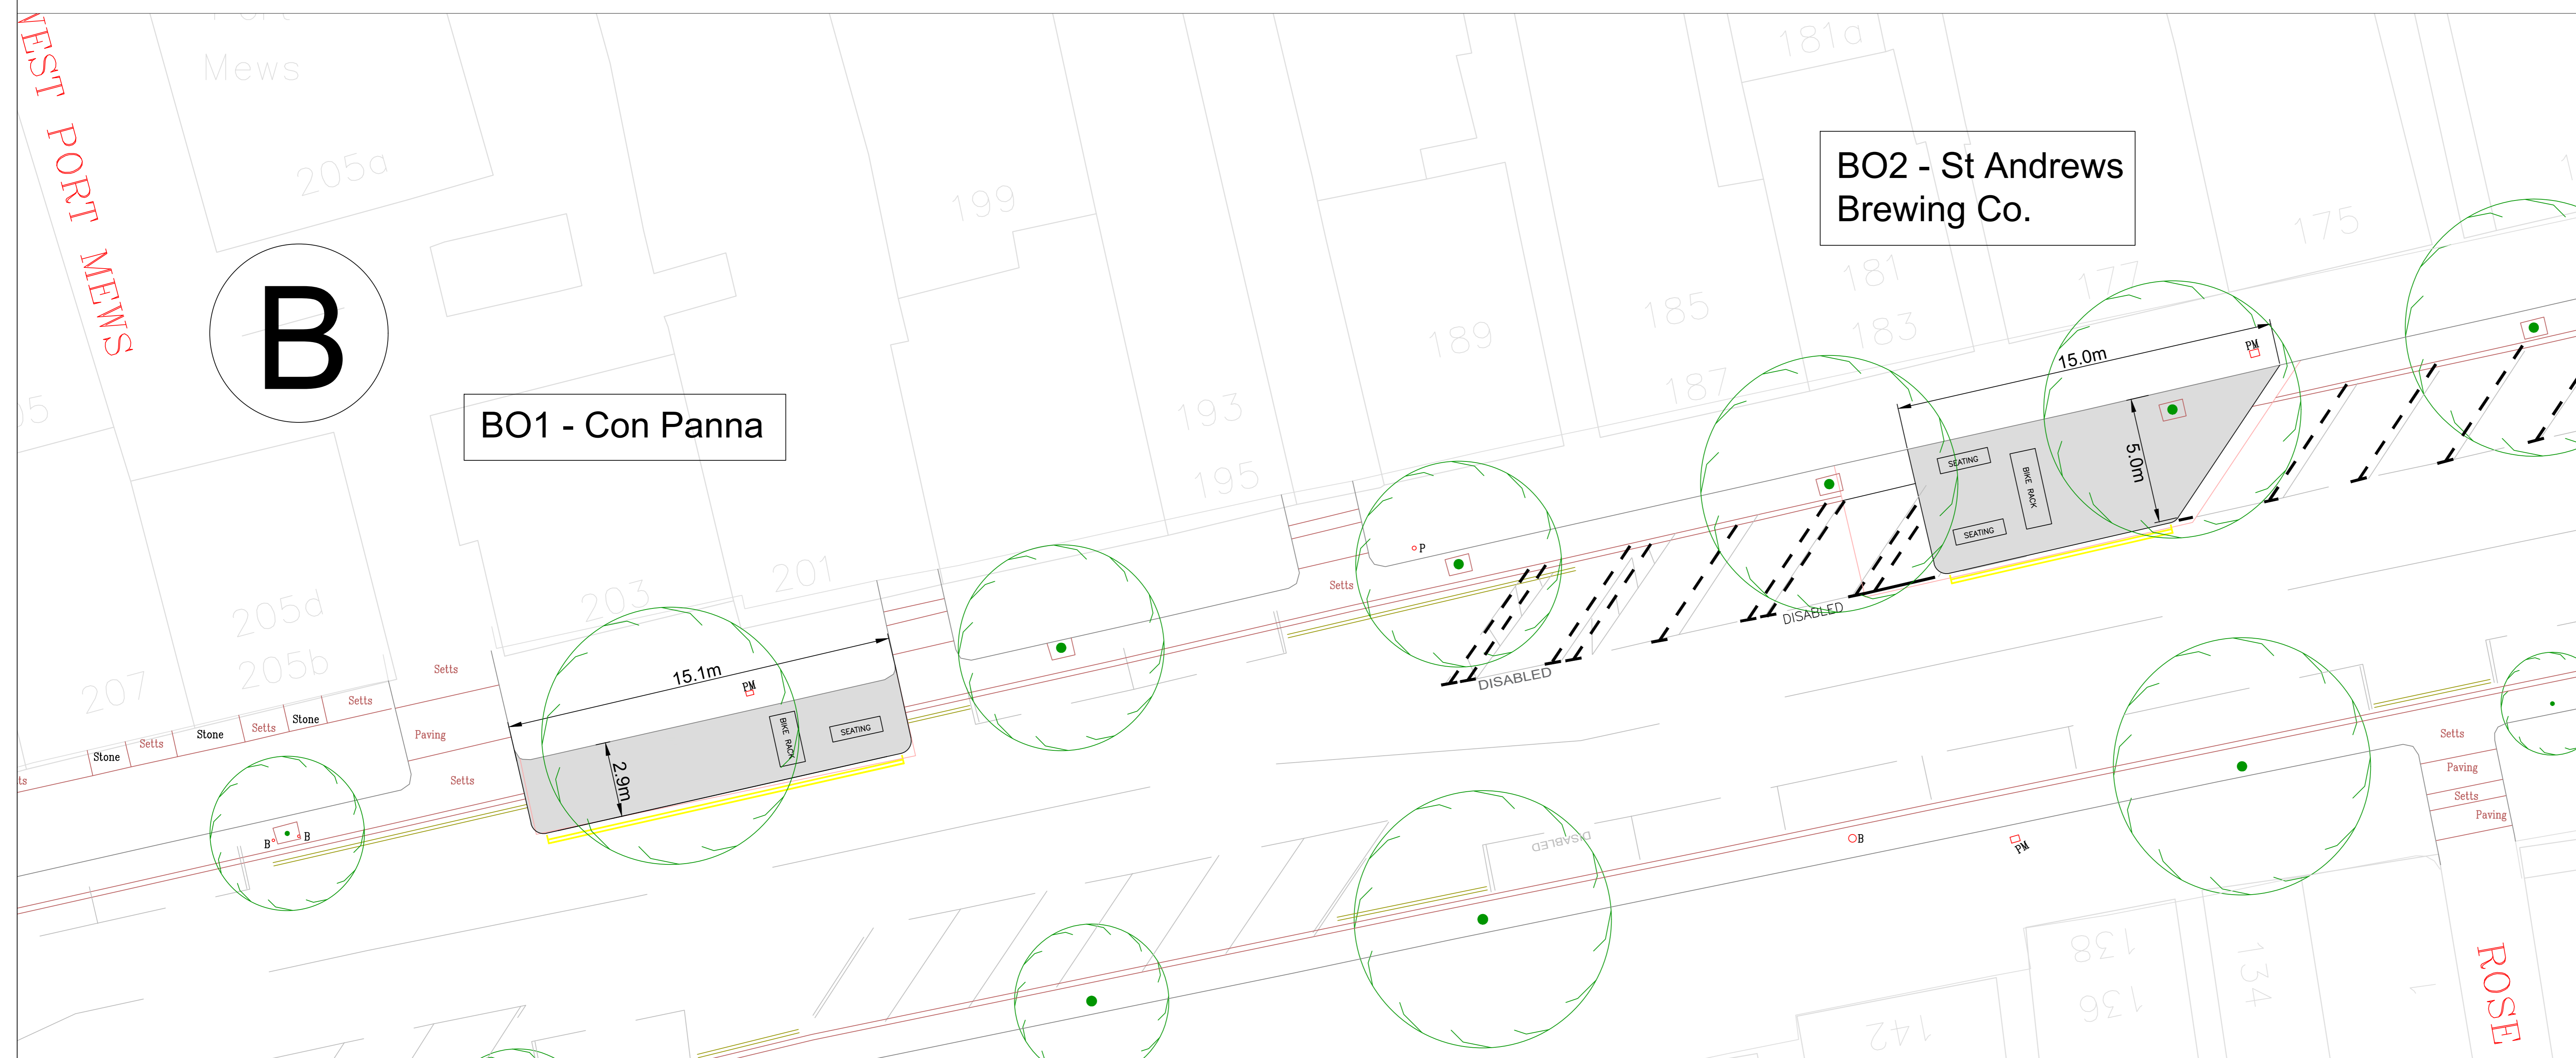 Mews
WEST PORT MEWS
205a
B
BO1 - Con Panna
BO2 - St Andrews
Brewing Co.
181a
199
193
195
189
187
185
183
181
177
175
201
203
205d
205b
207
15.1m
2.9m
PM
BIKE RACK
SEATING
15.0m
5.0m
PM
SEATING
BIKE RACK
SEATING
Setts
Setts
Stone
Setts
Stone
Setts
Stone
Paving
Setts
B
B
P
Setts
DISABLED
DISABLED
DISABLED
B
PM
Setts
Paving
Setts
Paving
138
136
134
142
ROSE